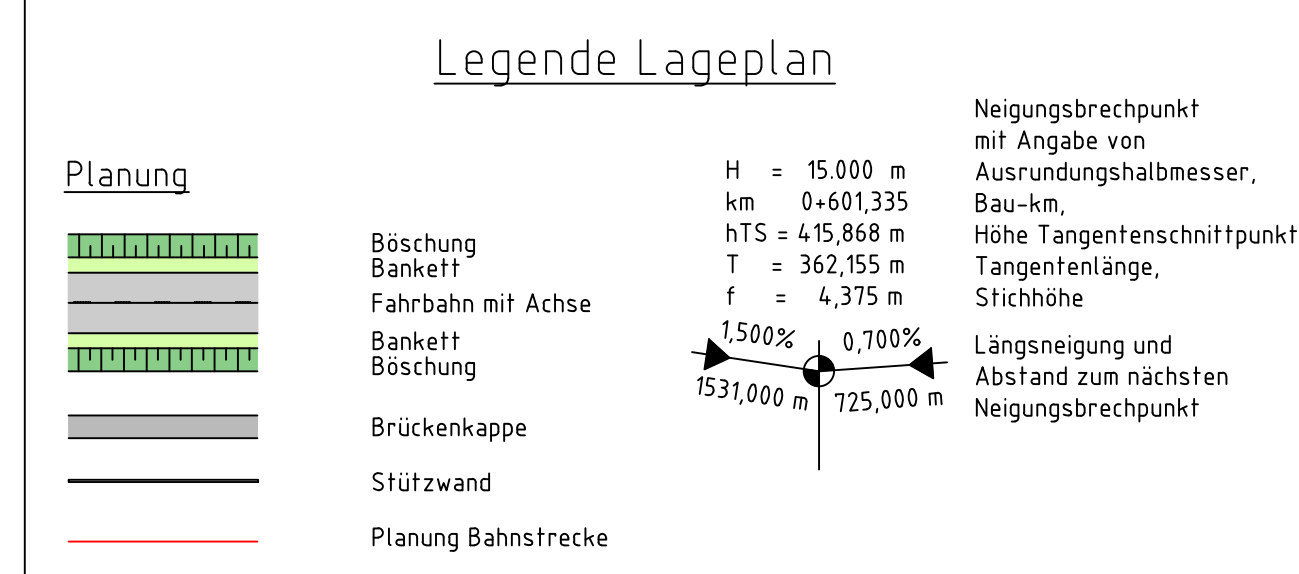 Legende Lageplan
Planung
Böschung
Bankett
Fahrbahn mit Achse
Bankett
Böschung
Brückenkappe
Stützwand
Planung Bahnstrecke
H = 15.000 m
km 0+601,335
hTS = 415,868 m
T = 362,155 m
f = 4,375 m
1,500% 0,700%
1531,000 m 725,000 m
Neigungsbrechpunkt
mit Angabe von
Ausrundungshalbmesser,
Bau-km,
Höhe Tangentenschnittpunkt
Tangentenlänge,
Stichhöhe
Längsneigung und
Abstand zum nächsten
Neigungsbrechpunkt